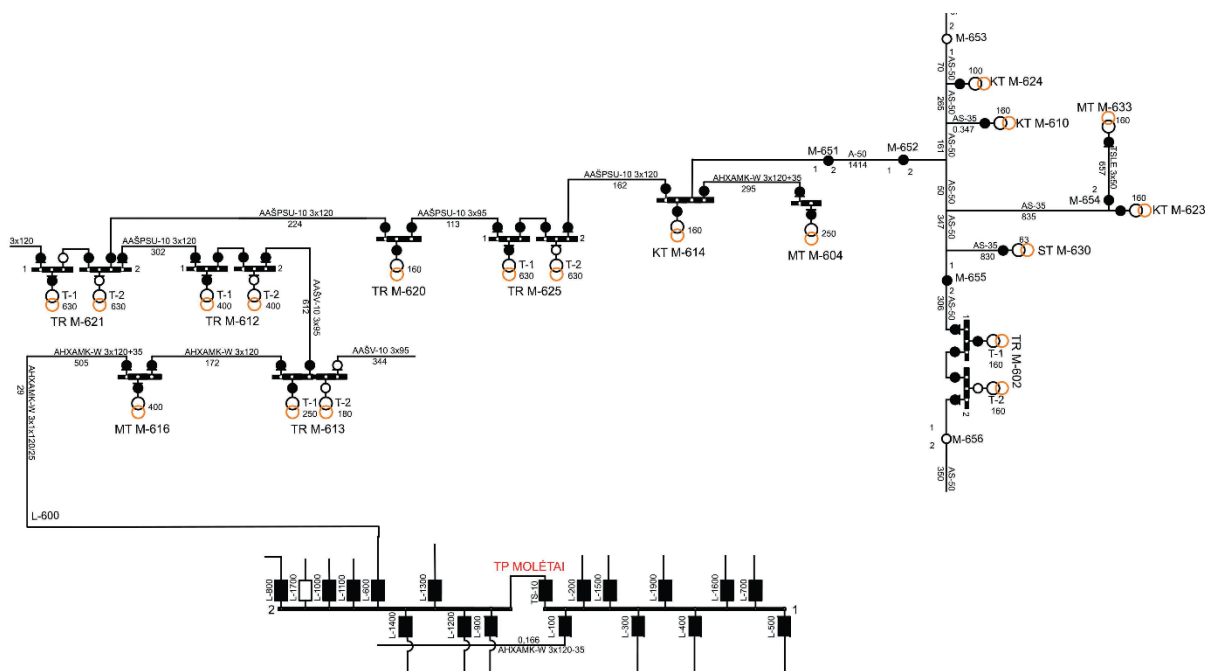 2
M-653
1
AS-50
70
100
KT M-624
AS-50
265
160
AS-35
0.347
KT M-610
MT M-633
160
AS-50
161
TSLE 3x50
657
M-651
A-50
1414
M-652
1 2
1 2
AAŠPSU-10 3x120
162
AHXAMK-W 3x120+35
295
AS-50
50
2
M-654
160
AS-35
835
KT M-623
AS-50
347
63
AS-35
830
ST M-630
AAŠPSU-10 3x120
224
AAŠPSU-10 3x95
113
3x120
AAŠPSU-10 3x120
302
1 2
1 2
1 2
160
KT M-614
250
MT M-604
T-1
630
T-2
630
TR M-621
T-1
400
T-2
400
TR M-612
160
TR M-620
T-1
630
T-2
630
TR M-625
AAŠV-10 3x95
612
1
M-655
2
AS-50
306
1
T-1
160
TR M-602
T-2
160
2
AHXAMK-W 3x120+35
505
AHXAMK-W 3x120
172
AAŠV-10 3x95
344
AHXAMK-W 3x1x120/25
29
400
MT M-616
T-1
250
T-2
180
TR M-613
1
M-656
2
AS-50
350
L-600
TP MOLĖTAI
L-800
L-1700
L-1000
L-1100
L-600
L-1300
TS-10
L-200
L-1500
L-1900
L-1600
L-700
2
1
L-1400
L-1200
L-900
L-100
L-300
L-400
L-500
0,166
AHXAMK-W 3x120-35